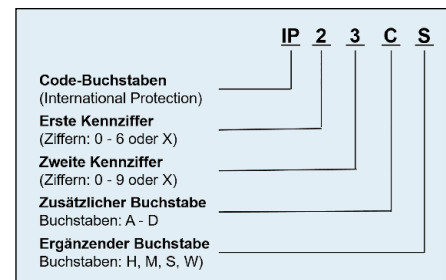 IP 2 3 C S
Code-Buchstaben
(International Protection)
Erste Kennziffer
(Ziffern: 0 - 6 oder X)
Zweite Kennziffer
(Ziffern: 0 - 9 oder X)
Zusätzlicher Buchstabe
Buchstaben: A - D
Ergänzender Buchstabe
Buchstaben: H, M, S, W)